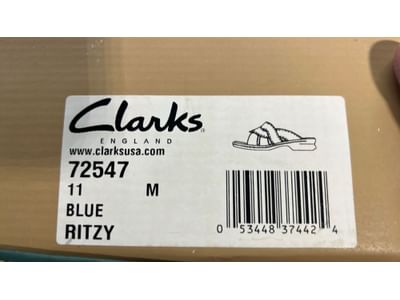 Clarks
ENGLAND
www.clarksusa.com
72547
11 M
BLUE
RITZY
0 53448 37442 4